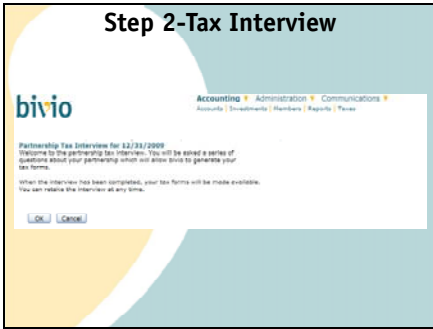 Step 2-Tax Interview
bivio
Accounting Administration Communications
Accounts | Investments | Members | Reports | Taxes
Partnership Tax Interview for 12/31/2009
Welcome to the partnership tax interview. You will be asked a series of
questions about your partnership which will allow bivio to generate your
tax forms.
When the interview has been completed, your tax forms will be made available.
You can retake the interview at any time.
OK Cancel